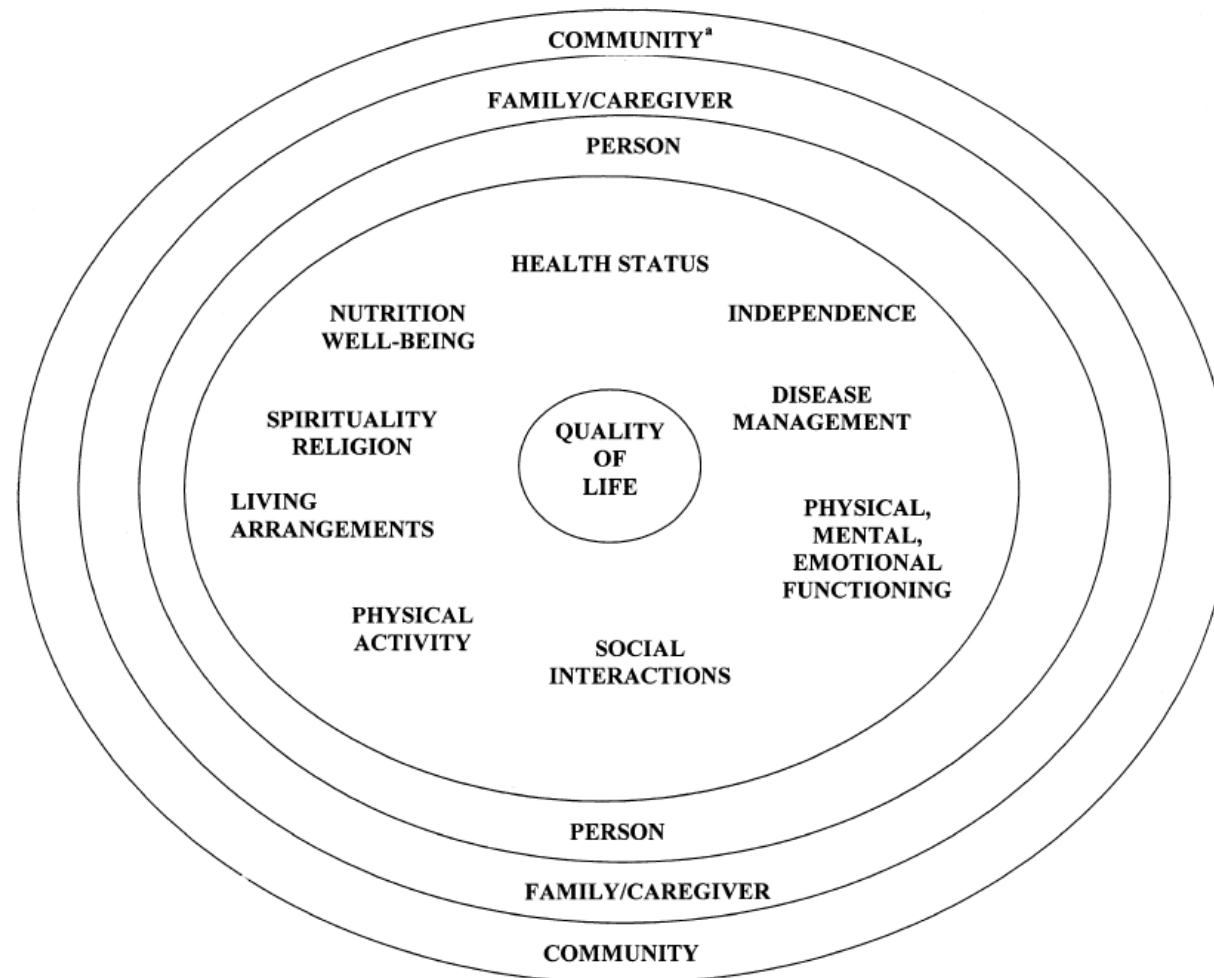 COMMUNITYª
FAMILY/CAREGIVER
PERSON
HEALTH STATUS
NUTRITION
WELL-BEING
INDEPENDENCE
DISEASE
MANAGEMENT
SPIRITUALITY
RELIGION
QUALITY
OF
LIFE
LIVING
ARRANGEMENTS
PHYSICAL,
MENTAL,
EMOTIONAL
FUNCTIONING
PHYSICAL
ACTIVITY
SOCIAL
INTERACTIONS
PERSON
FAMILY/CAREGIVER
COMMUNITY